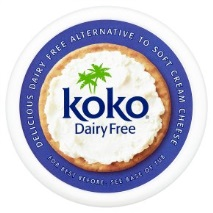 DELICIOUS DAIRY FREE ALTERNATIVE TO SOFT CREAM CHEESE
koko
Dairy Free
FOR BEST BEFORE: SEE BASE OF TUB